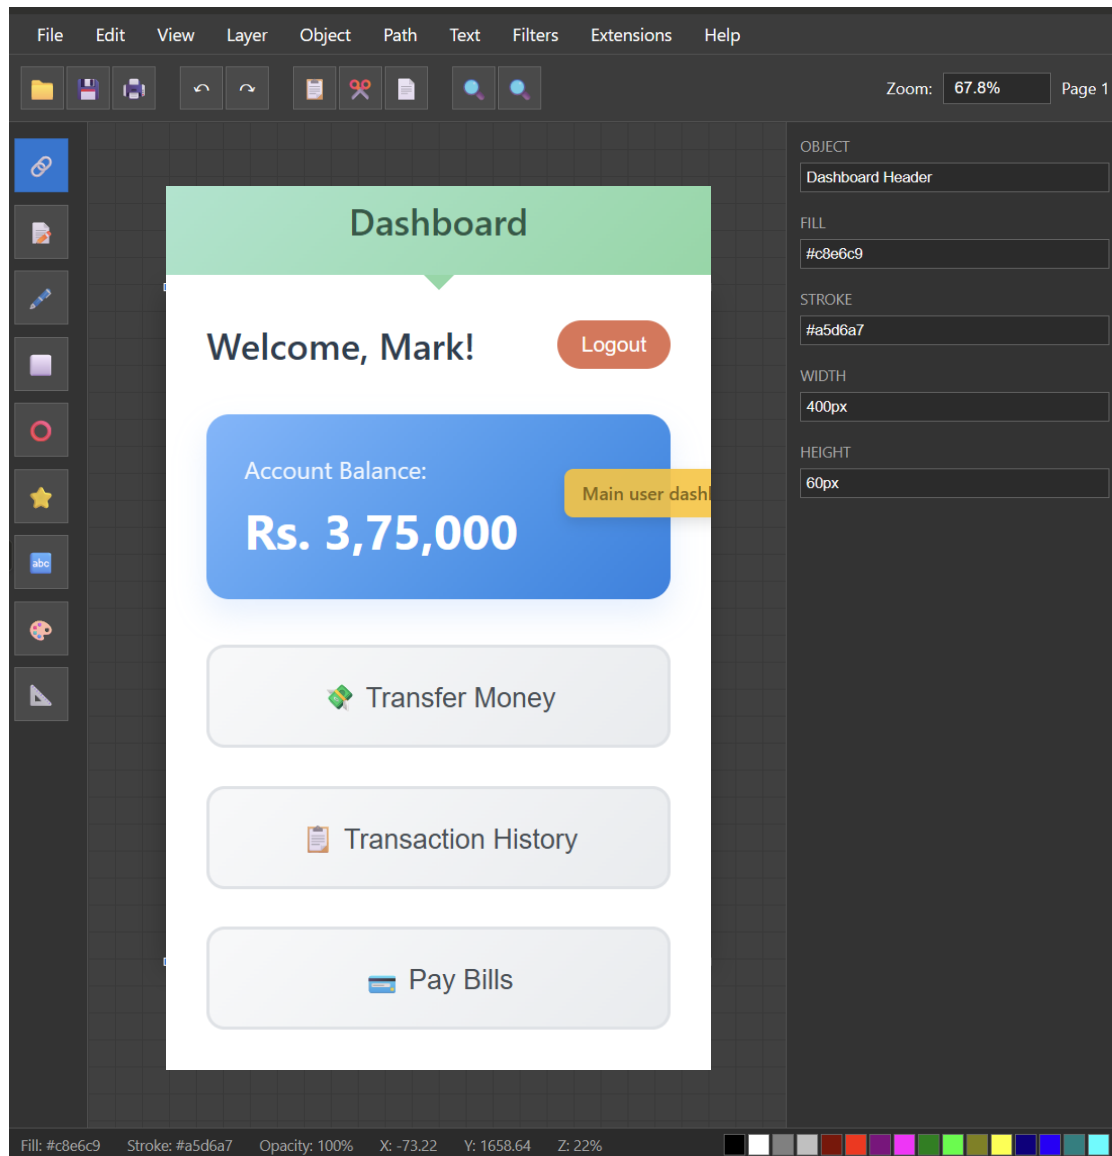 File Edit View Layer Object Path Text Filters Extensions Help
Zoom: 67.8% Page 1
OBJECT
Dashboard Header
FILL
#c8e6c9
STROKE
#a5d6a7
WIDTH
400px
HEIGHT
60px
abc
Dashboard
Welcome, Mark!
Logout
Account Balance:
Rs. 3,75,000
Main user dash
Transfer Money
Transaction History
Pay Bills
Fill: #c8e6c9 Stroke: #a5d6a7 Opacity: 100% X: -73.22 Y: 1658.64 Z: 22%